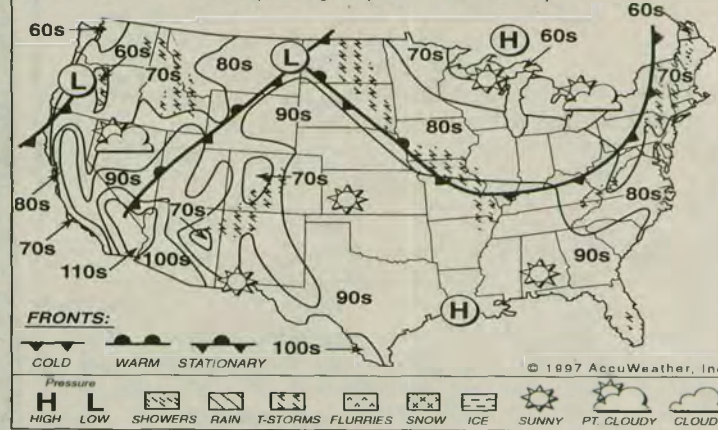 60s
60s
60s
70s
H
60s
L
60s
70s
80s
L
70s
90s
80s
90s
70s
80s
80s
70s
70s
110s
100s
90s
90s
H
100s
FRONTS:
COLD WARM STATIONARY
© 1997 AccuWeather, Inc
Pressure
H L
HIGH LOW SHOWERS RAIN T-STORMS FLURRIES SNOW ICE SUNNY PT. CLOUDY CLOUDY